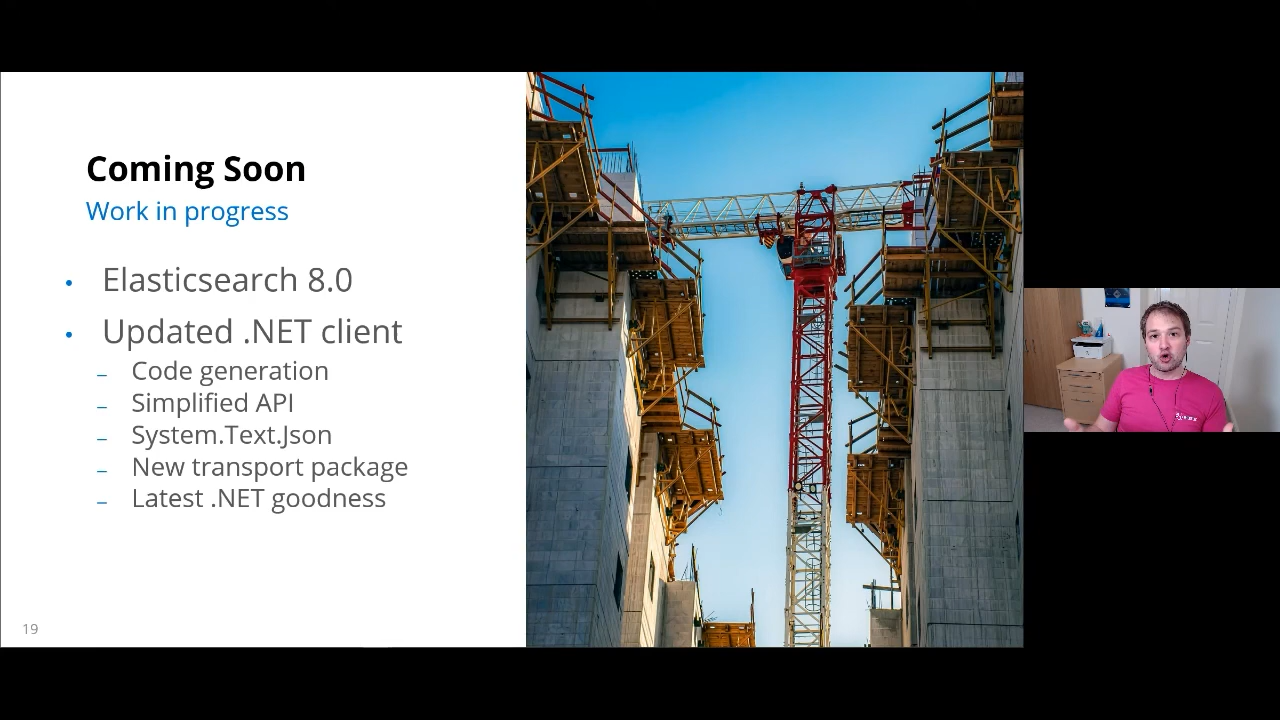 Coming Soon
Work in progress
Elasticsearch 8.0
Updated .NET client
Code generation
Simplified API
System.Text.Json
New transport package
Latest .NET goodness
19